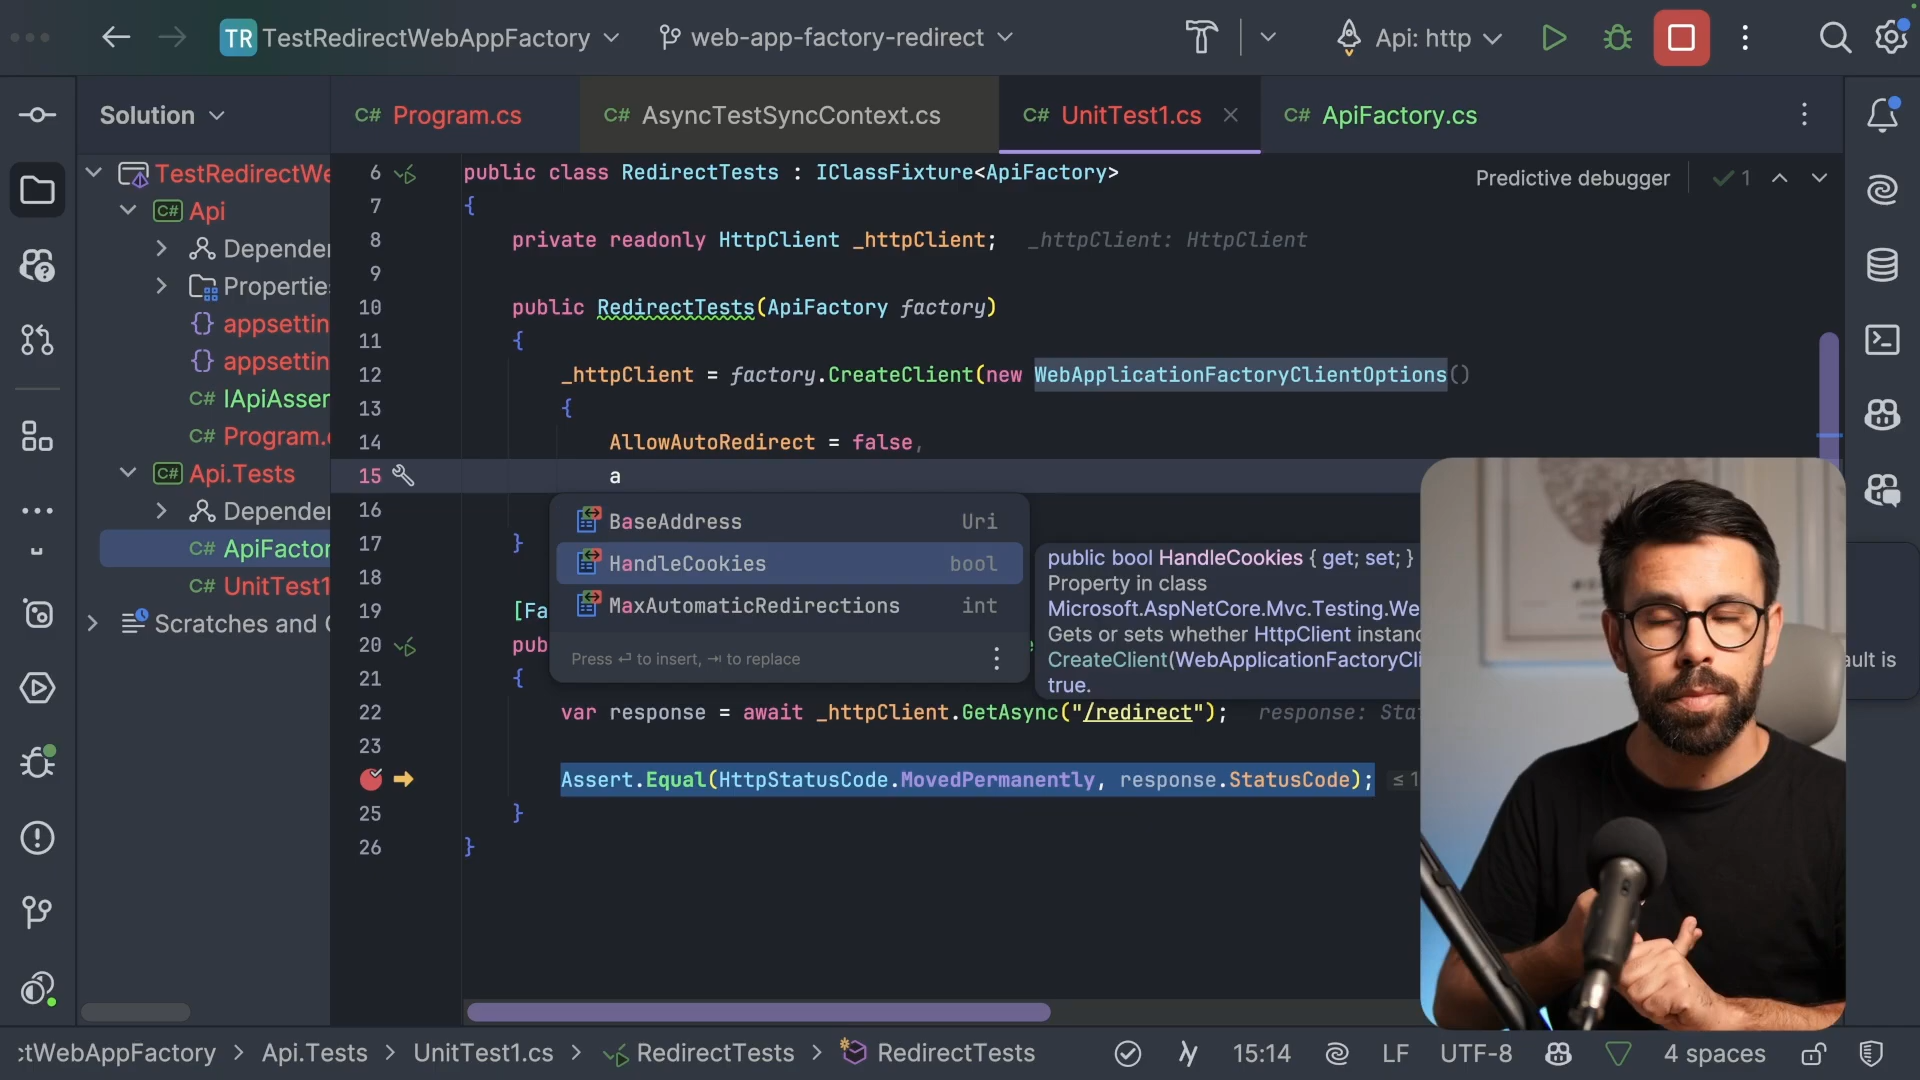 TR TestRedirectWebAppFactory web-app-factory-redirect Api: http
Solution C# Program.cs C# AsyncTestSyncContext.cs C# UnitTest1.cs C# ApiFactory.cs
TestRedirectWe
C# Api
Depender
Properties
{} appsettin
{} appsettin
C# IApiAsser
C# Program.
C# Api.Tests
Depender
C# ApiFactor
C# UnitTest1
Scratches and
Predictive debugger 1
6 public class RedirectTests : IClassFixture<ApiFactory>
7 {
8 private readonly HttpClient _httpClient; _httpClient: HttpClient
9
10 public RedirectTests(ApiFactory factory)
11 {
12 _httpClient = factory.CreateClient(new WebApplicationFactoryClientOptions()
13 {
14 AllowAutoRedirect = false,
15 a
16
17 }
18
19 [Fa
20 pub
21 {
22 var response = await _httpClient.GetAsync("/redirect"); response: Sta
23
Assert.Equal(HttpStatusCode.MovedPermanently, response.StatusCode); ≤ 1
25 }
26 }
BaseAddress Uri
HandleCookies bool
MaxAutomaticRedirections int
Press ⏎ to insert, ⇥ to replace
public bool HandleCookies { get; set; }
Property in class
Microsoft.AspNetCore.Mvc.Testing.We
Gets or sets whether HttpClient instanc
CreateClient(WebApplicationFactoryCli ault is
true.
ctWebAppFactory > Api.Tests > UnitTest1.cs > RedirectTests > RedirectTests 15:14 LF UTF-8 4 spaces